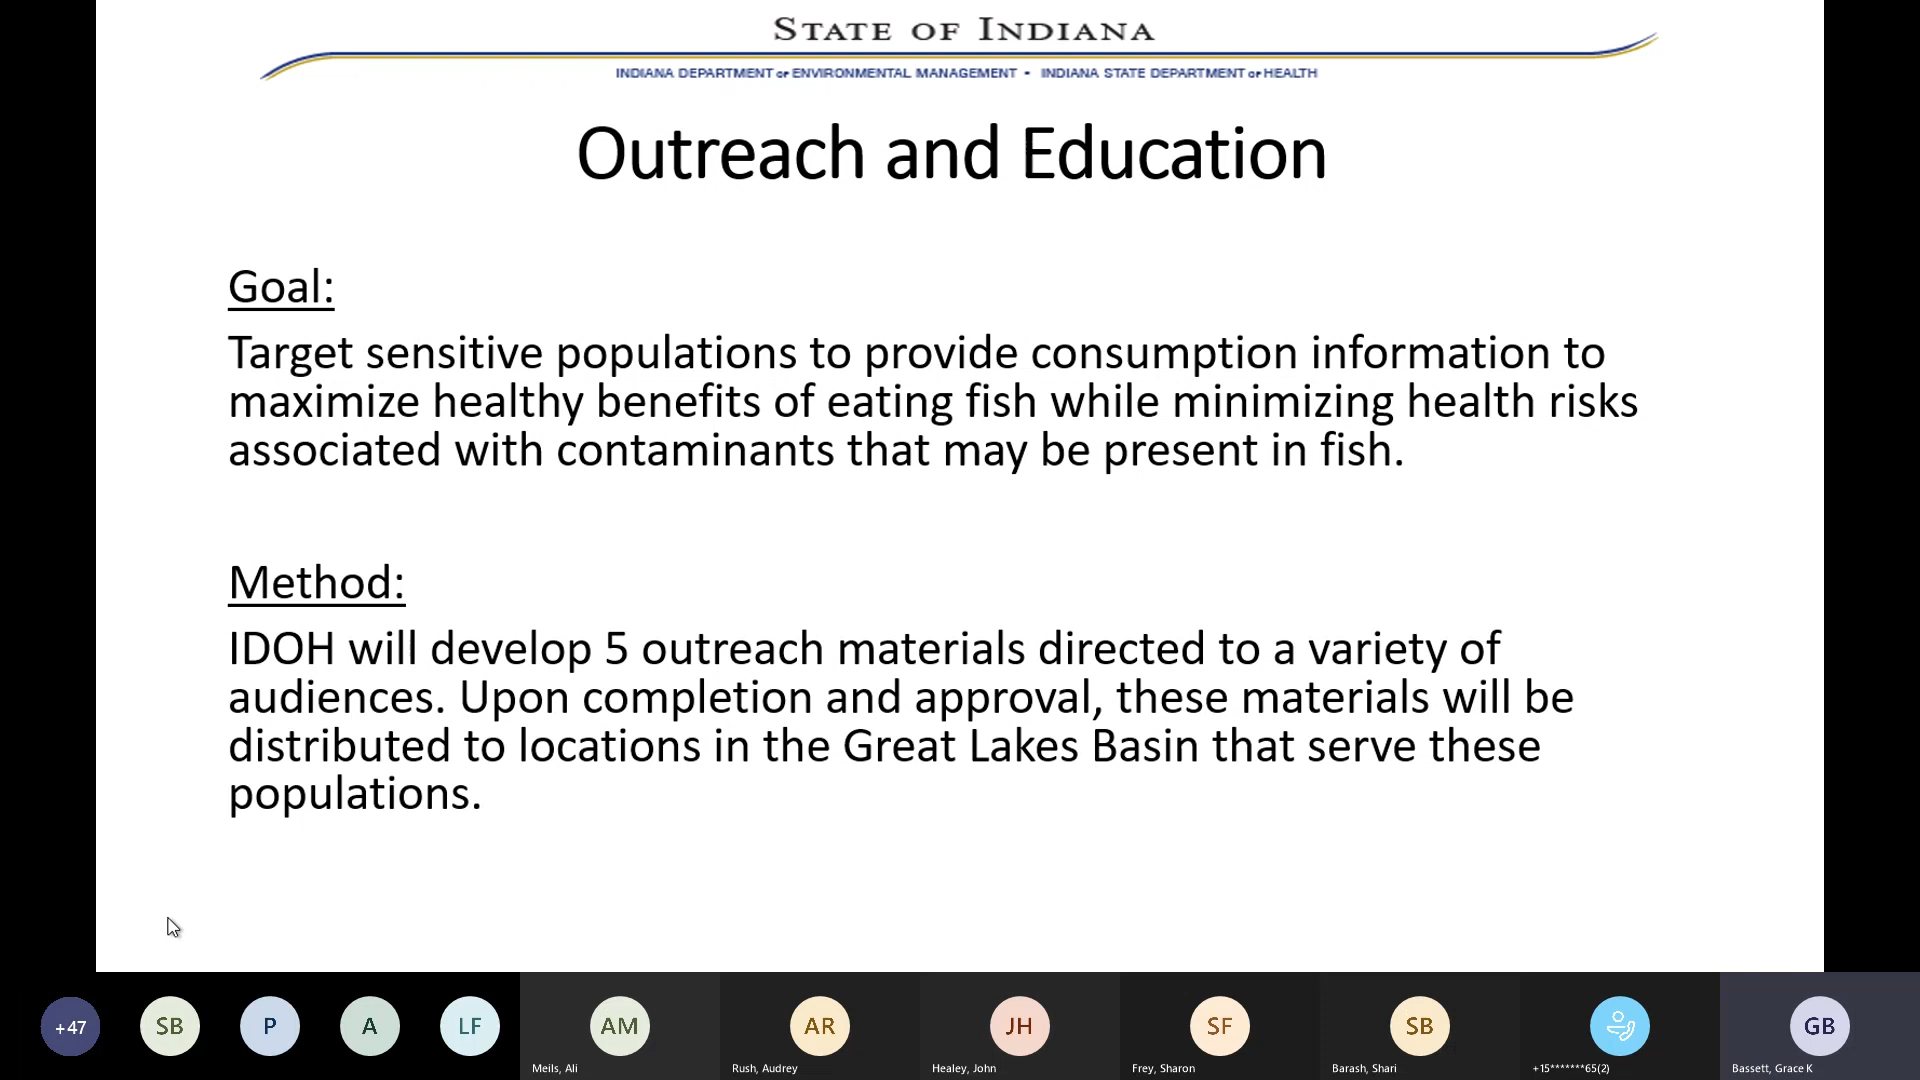 STATE OF INDIANA
INDIANA DEPARTMENT OF ENVIRONMENTAL MANAGEMENT • INDIANA STATE DEPARTMENT OF HEALTH
Outreach and Education
Goal:
Target sensitive populations to provide consumption information to
maximize healthy benefits of eating fish while minimizing health risks
associated with contaminants that may be present in fish.
Method:
IDOH will develop 5 outreach materials directed to a variety of
audiences. Upon completion and approval, these materials will be
distributed to locations in the Great Lakes Basin that serve these
populations.
+47 SB P A LF AM AR JH SF SB GB
Meils, Ali Rush, Audrey Healey, John Frey, Sharon Barash, Shari +15*******65(2) Bassett, Grace K